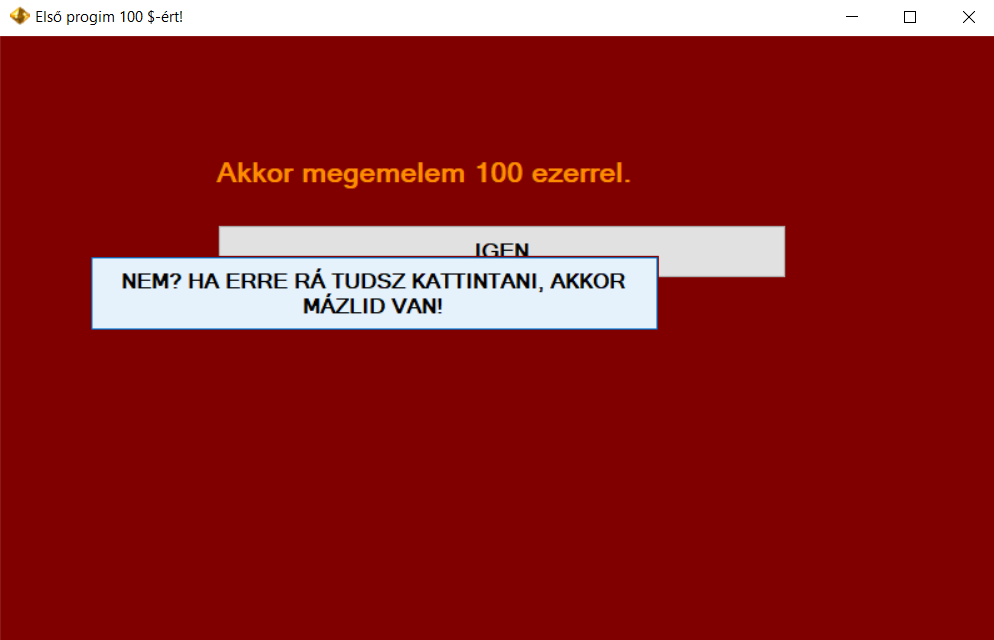 Első progim 100 $-ért!
Akkor megemelem 100 ezerrel.
IGEN
NEM? HA ERRE RÁ TUDSZ KATTINTANI, AKKOR
MÁZLID VAN!